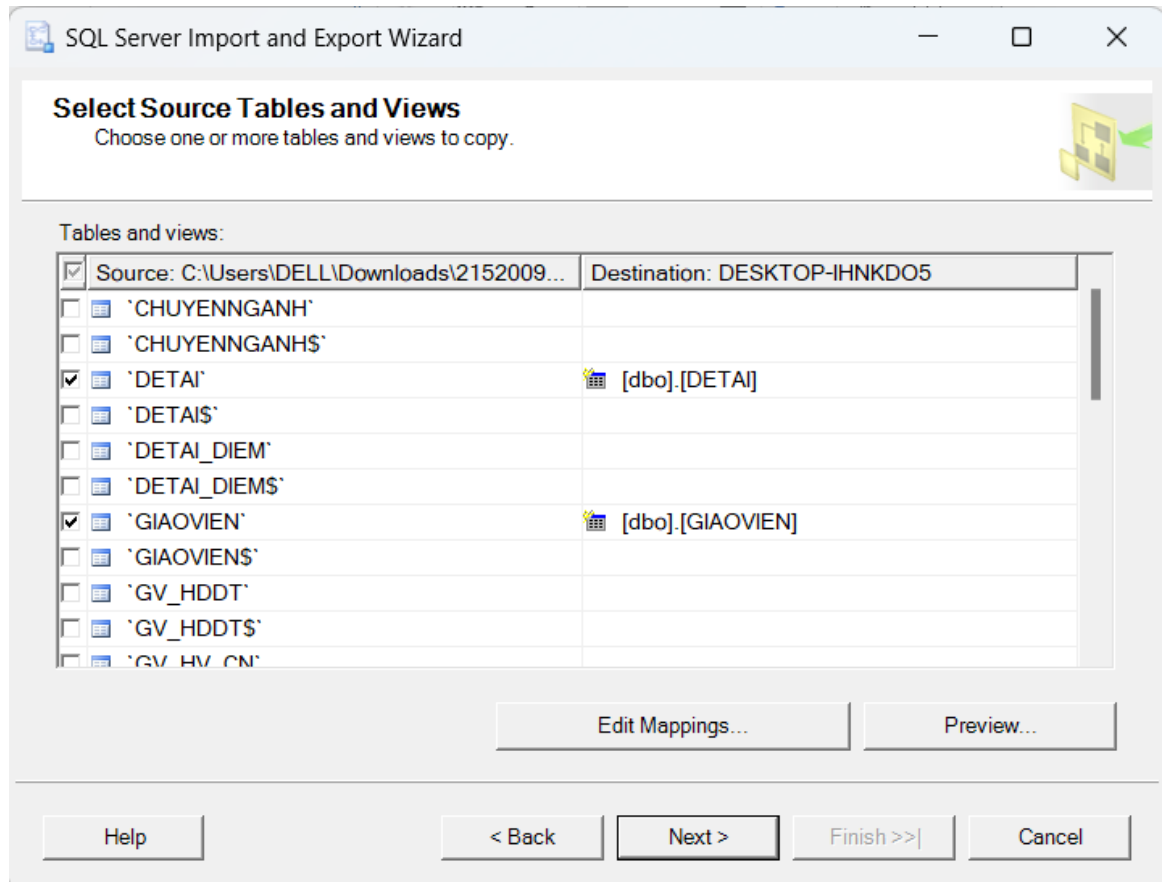 SQL Server Import and Export Wizard
Select Source Tables and Views
Choose one or more tables and views to copy.
Tables and views:
Source: C:\Users\DELL\Downloads\2152009... Destination: DESKTOP-IHNKDO5
`CHUYENNGANH`
`CHUYENNGANH$`
`DETAI` [dbo].[DETAI]
`DETAI$`
`DETAI_DIEM`
`DETAI_DIEM$`
`GIAOVIEN` [dbo].[GIAOVIEN]
`GIAOVIEN$`
`GV_HDDT`
`GV_HDDT$`
`GV_HV_CN`
Edit Mappings... Preview...
Help < Back Next > Finish >>| Cancel